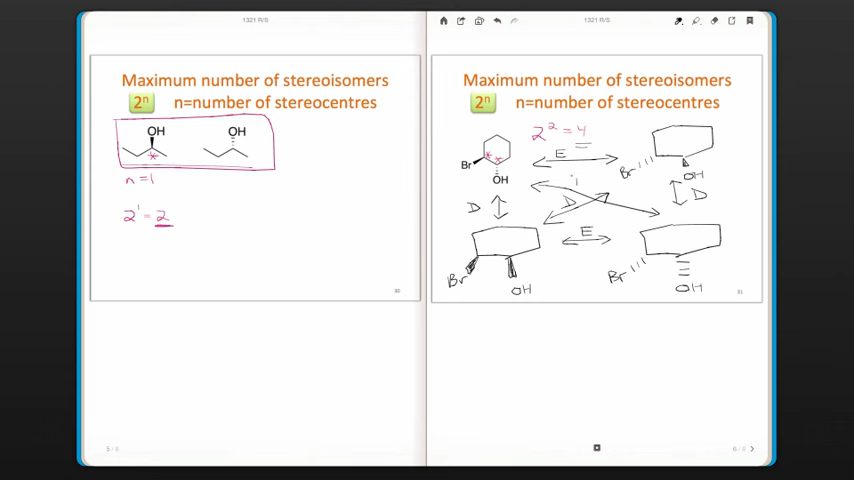 1321 R/S
Maximum number of stereoisomers
2ⁿ n=number of stereocentres
OH
OH
*
n=1
2¹ = 2
30
5 / 8
1321 R/S
Maximum number of stereoisomers
2ⁿ n=number of stereocentres
2² = 4
Br
* *
OH
E
Br
OH
D
D
D
E
Br
OH
Br
OH
31
6 / 8